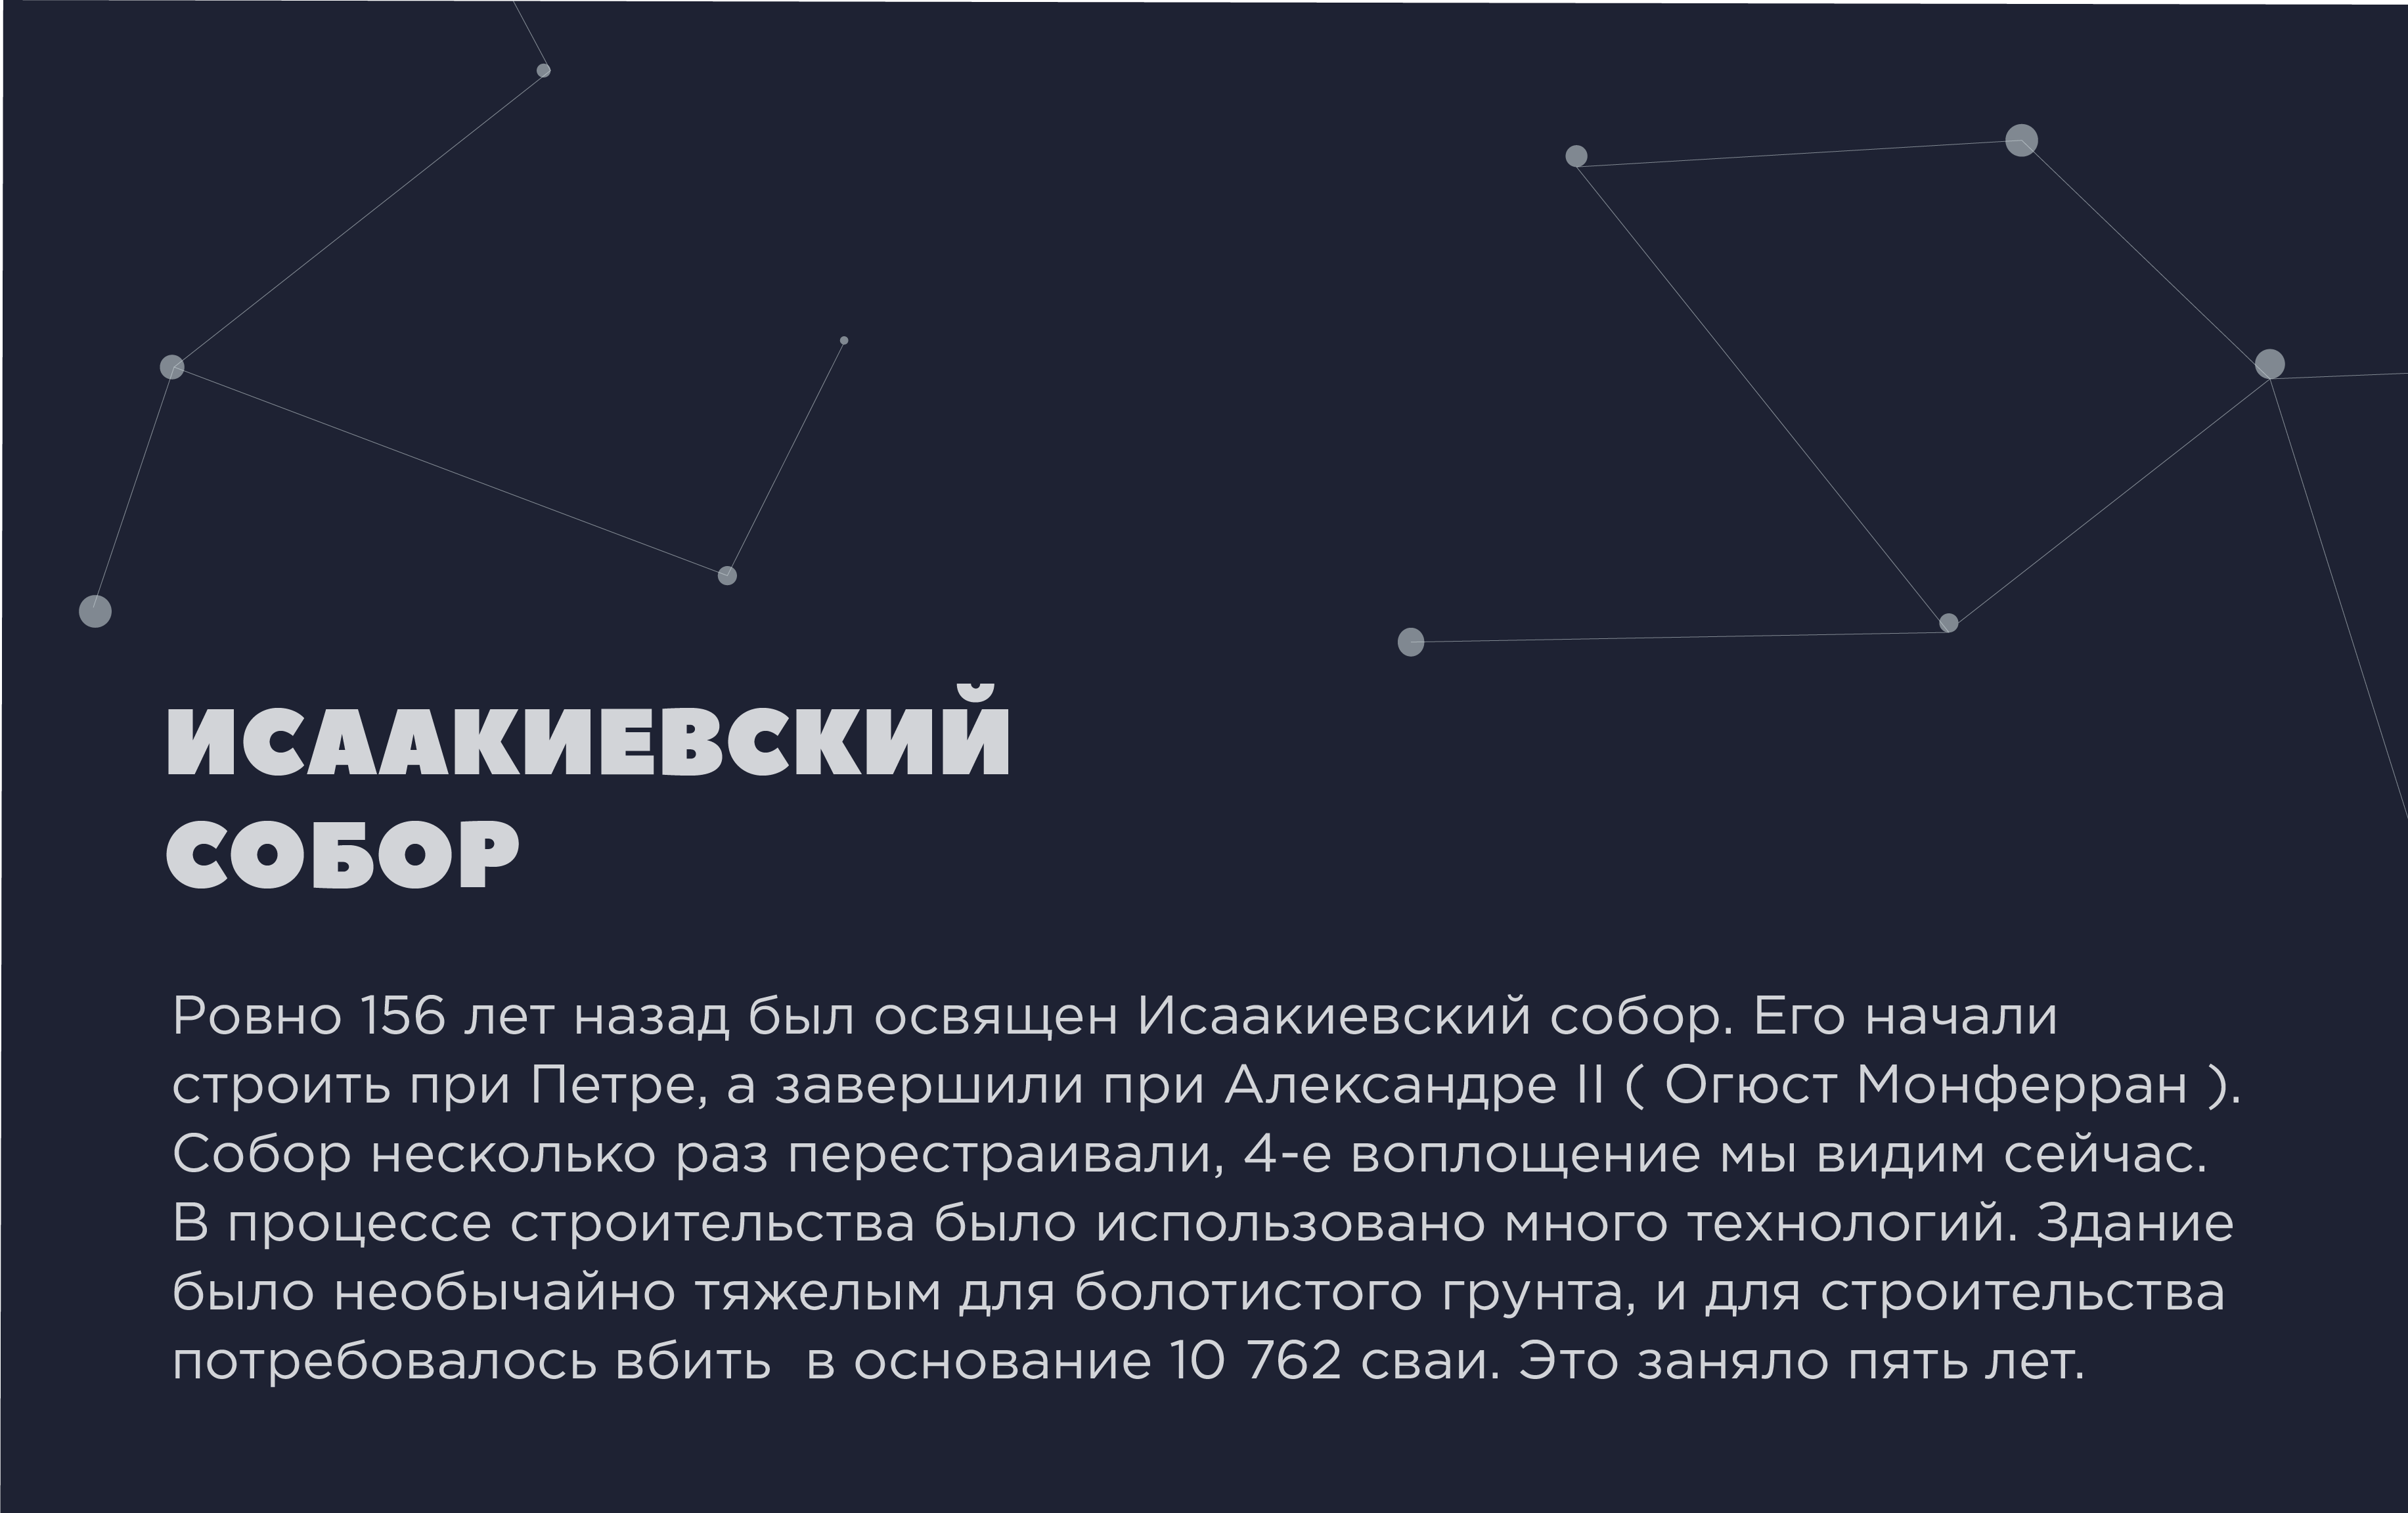 ИСААКИЕВСКИЙ
СОБОР
Ровно 156 лет назад был освящен Исаакиевский собор. Его начали
строить при Петре, а завершили при Александре II ( Огюст Монферран ).
Собор несколько раз перестраивали, 4-е воплощение мы видим сейчас.
В процессе строительства было использовано много технологий. Здание
было необычайно тяжелым для болотистого грунта, и для строительства
потребовалось вбить  в основание 10 762 сваи. Это заняло пять лет.